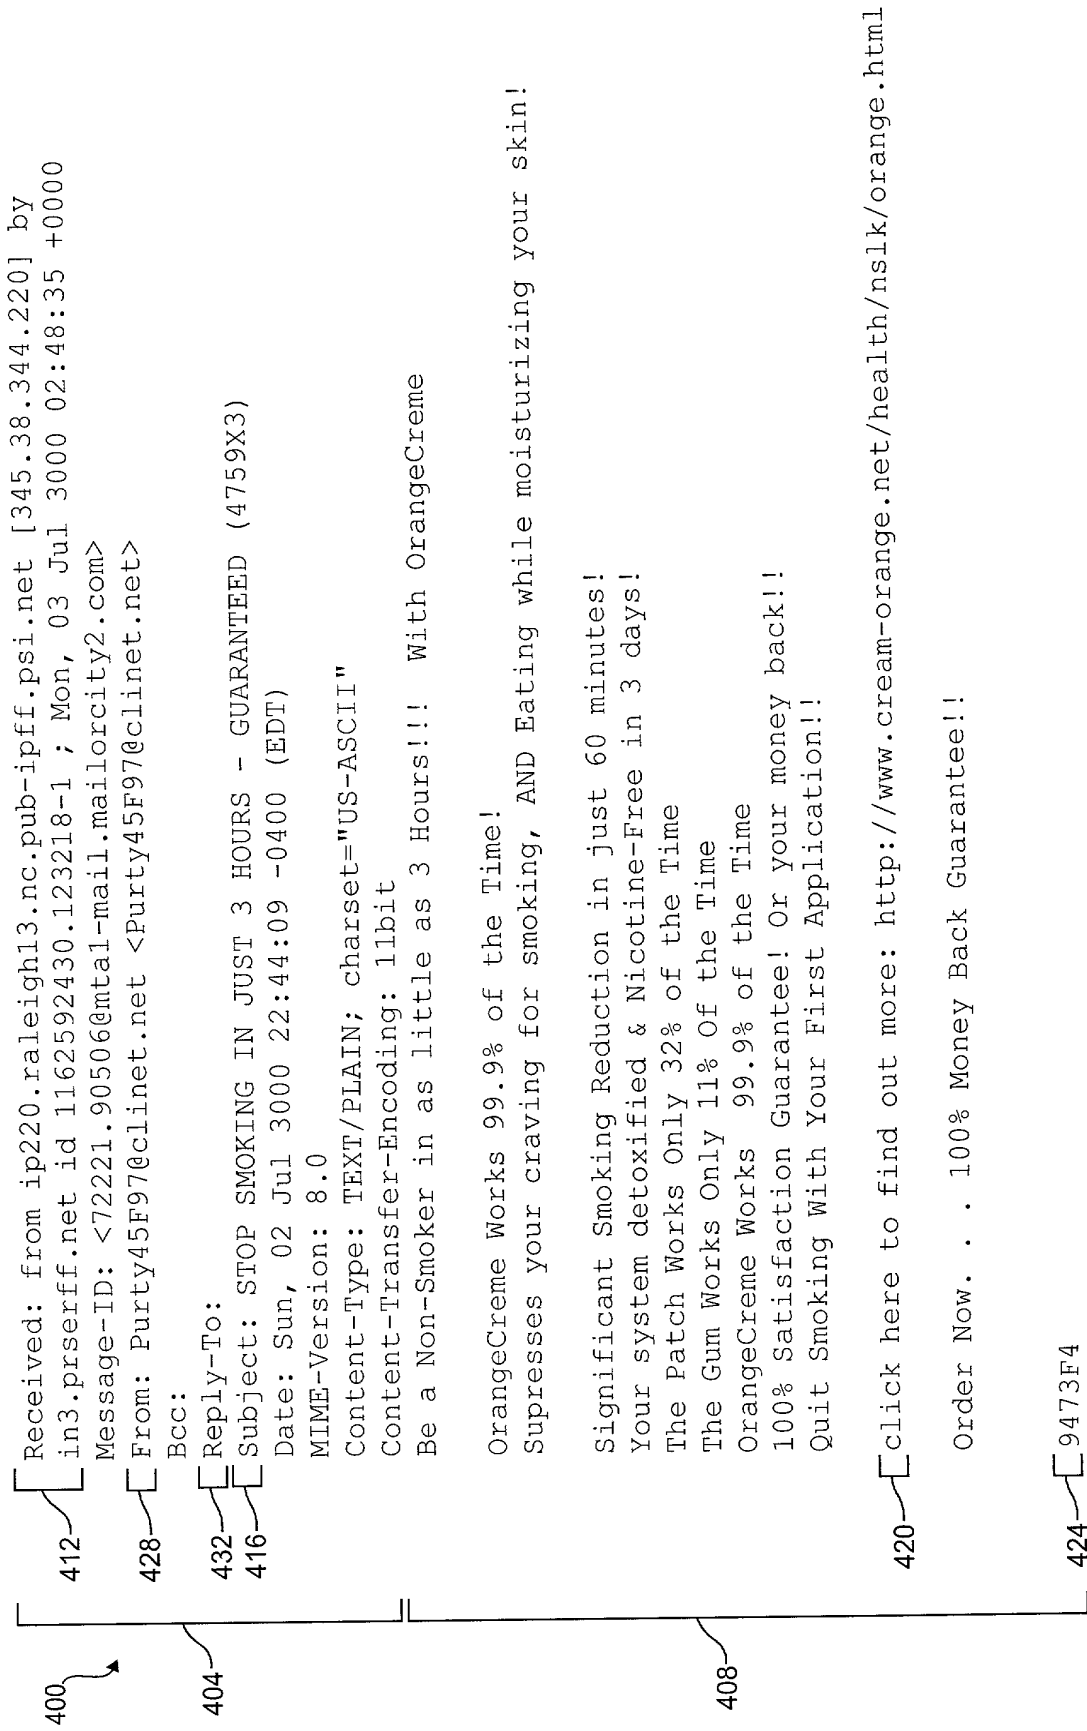 400
404
408
412
428
432
416
420
424
Received: from ip220.raleigh13.nc.pub-ipff.psi.net [345.38.344.220] by
in3.prserff.net id 1162592430.123218-1 ; Mon, 03 Jul 3000 02:48:35 +0000
Message-ID: <72221.90506@mtal-mail.mailorcity2.com>
From: Purty45F97@clinet.net <Purty45F97@clinet.net>
Bcc:
Reply-To:
Subject: STOP SMOKING IN JUST 3 HOURS - GUARANTEED (4759X3)
Date: Sun, 02 Jul 3000 22:44:09 -0400 (EDT)
MIME-Version: 8.0
Content-Type: TEXT/PLAIN; charset="US-ASCII"
Content-Transfer-Encoding: 11bit
Be a Non-Smoker in as little as 3 Hours!!! With OrangeCreme
OrangeCreme Works 99.9% of the Time!
Supresses your craving for smoking, AND Eating while moisturizing your skin!
Significant Smoking Reduction in just 60 minutes!
Your system detoxified & Nicotine-Free in 3 days!
The Patch Works Only 32% of the Time
The Gum Works Only 11% Of the Time
OrangeCreme Works 99.9% of the Time
100% Satisfaction Guarantee! Or your money back!!
Quit Smoking With Your First Application!!
click here to find out more: http://www.cream-orange.net/health/nslk/orange.html
Order Now. . . 100% Money Back Guarantee!!
9473F4